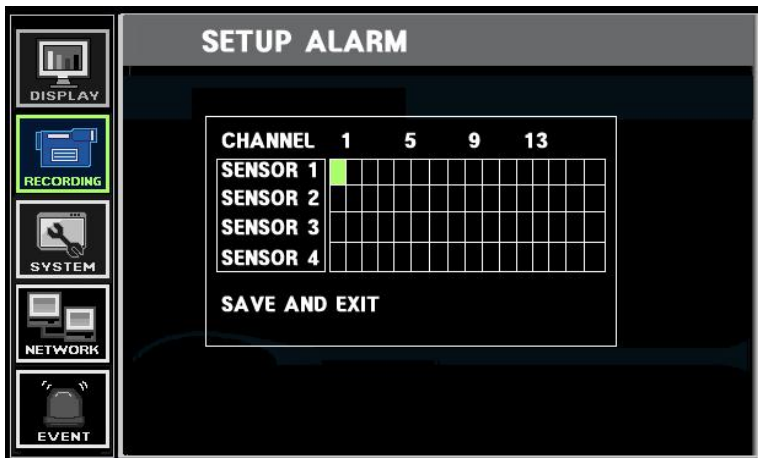 SETUP ALARM
DISPLAY
RECORDING
SYSTEM
NETWORK
EVENT
CHANNEL 1 5 9 13
SENSOR 1
SENSOR 2
SENSOR 3
SENSOR 4
SAVE AND EXIT